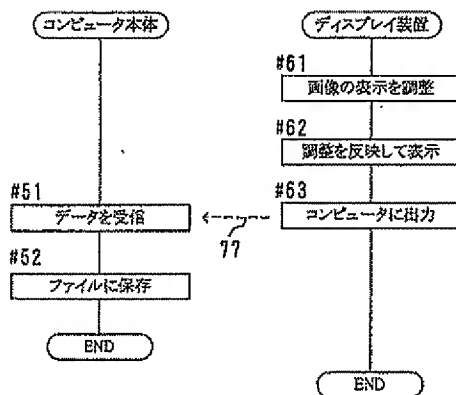 コンピュータ本体
ディスプレイ装置
#61
画像の表示を調整
#62
調整を反映して表示
#51
#63
データを受信
コンピュータに出力
77
#52
ファイルに保存
END
END